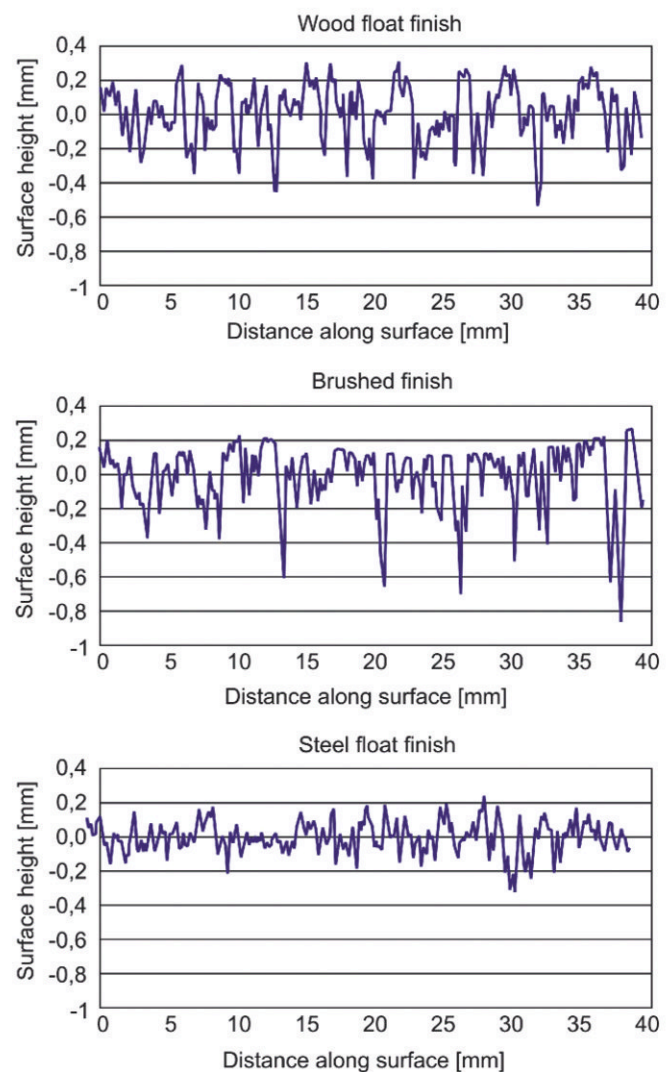 Wood float finish
Surface height [mm]
0,4
0,2
0,0
-0,2
-0,4
-0,6
-0,8
-1
0 5 10 15 20 25 30 35 40
Distance along surface [mm]
Brushed finish
Surface height [mm]
0,4
0,2
0,0
-0,2
-0,4
-0,6
-0,8
-1
0 5 10 15 20 25 30 35 40
Distance along surface [mm]
Steel float finish
Surface height [mm]
0,4
0,2
0,0
-0,2
-0,4
-0,6
-0,8
-1
0 5 10 15 20 25 30 35 40
Distance along surface [mm]